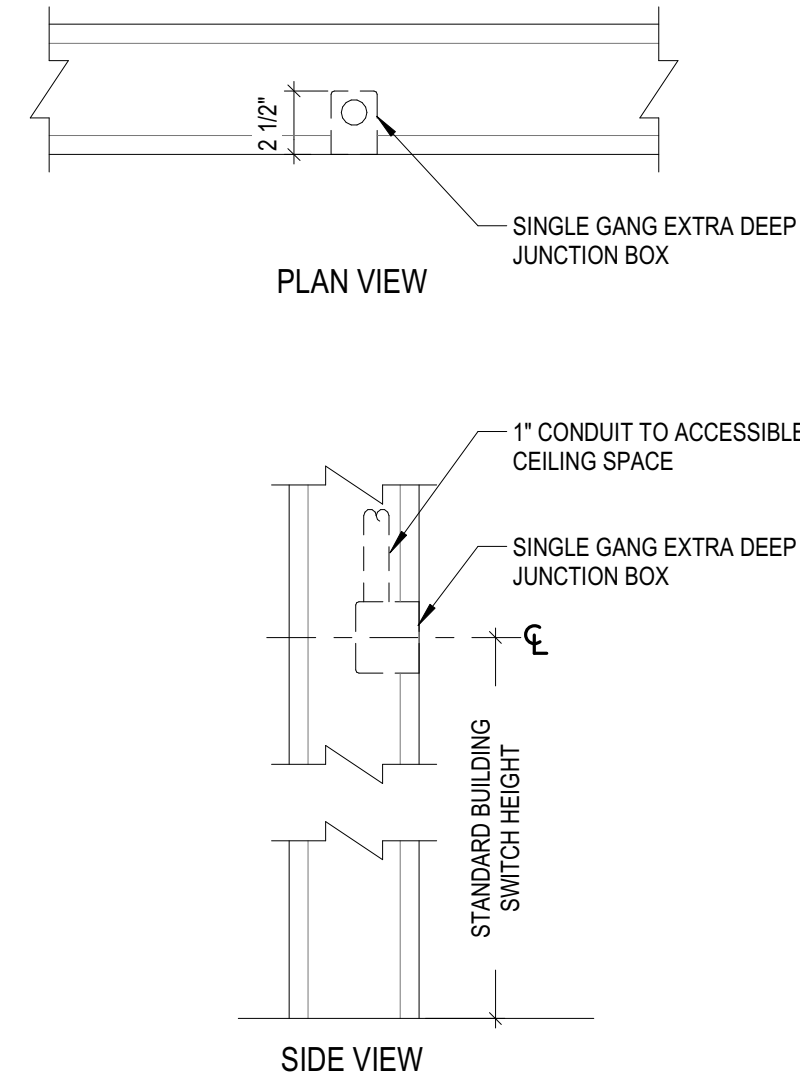 2 1/2"
SINGLE GANG EXTRA DEEP
JUNCTION BOX
PLAN VIEW
1" CONDUIT TO ACCESSIBLE
CEILING SPACE
SINGLE GANG EXTRA DEEP
JUNCTION BOX
℄
STANDARD BUILDING
SWITCH HEIGHT
SIDE VIEW